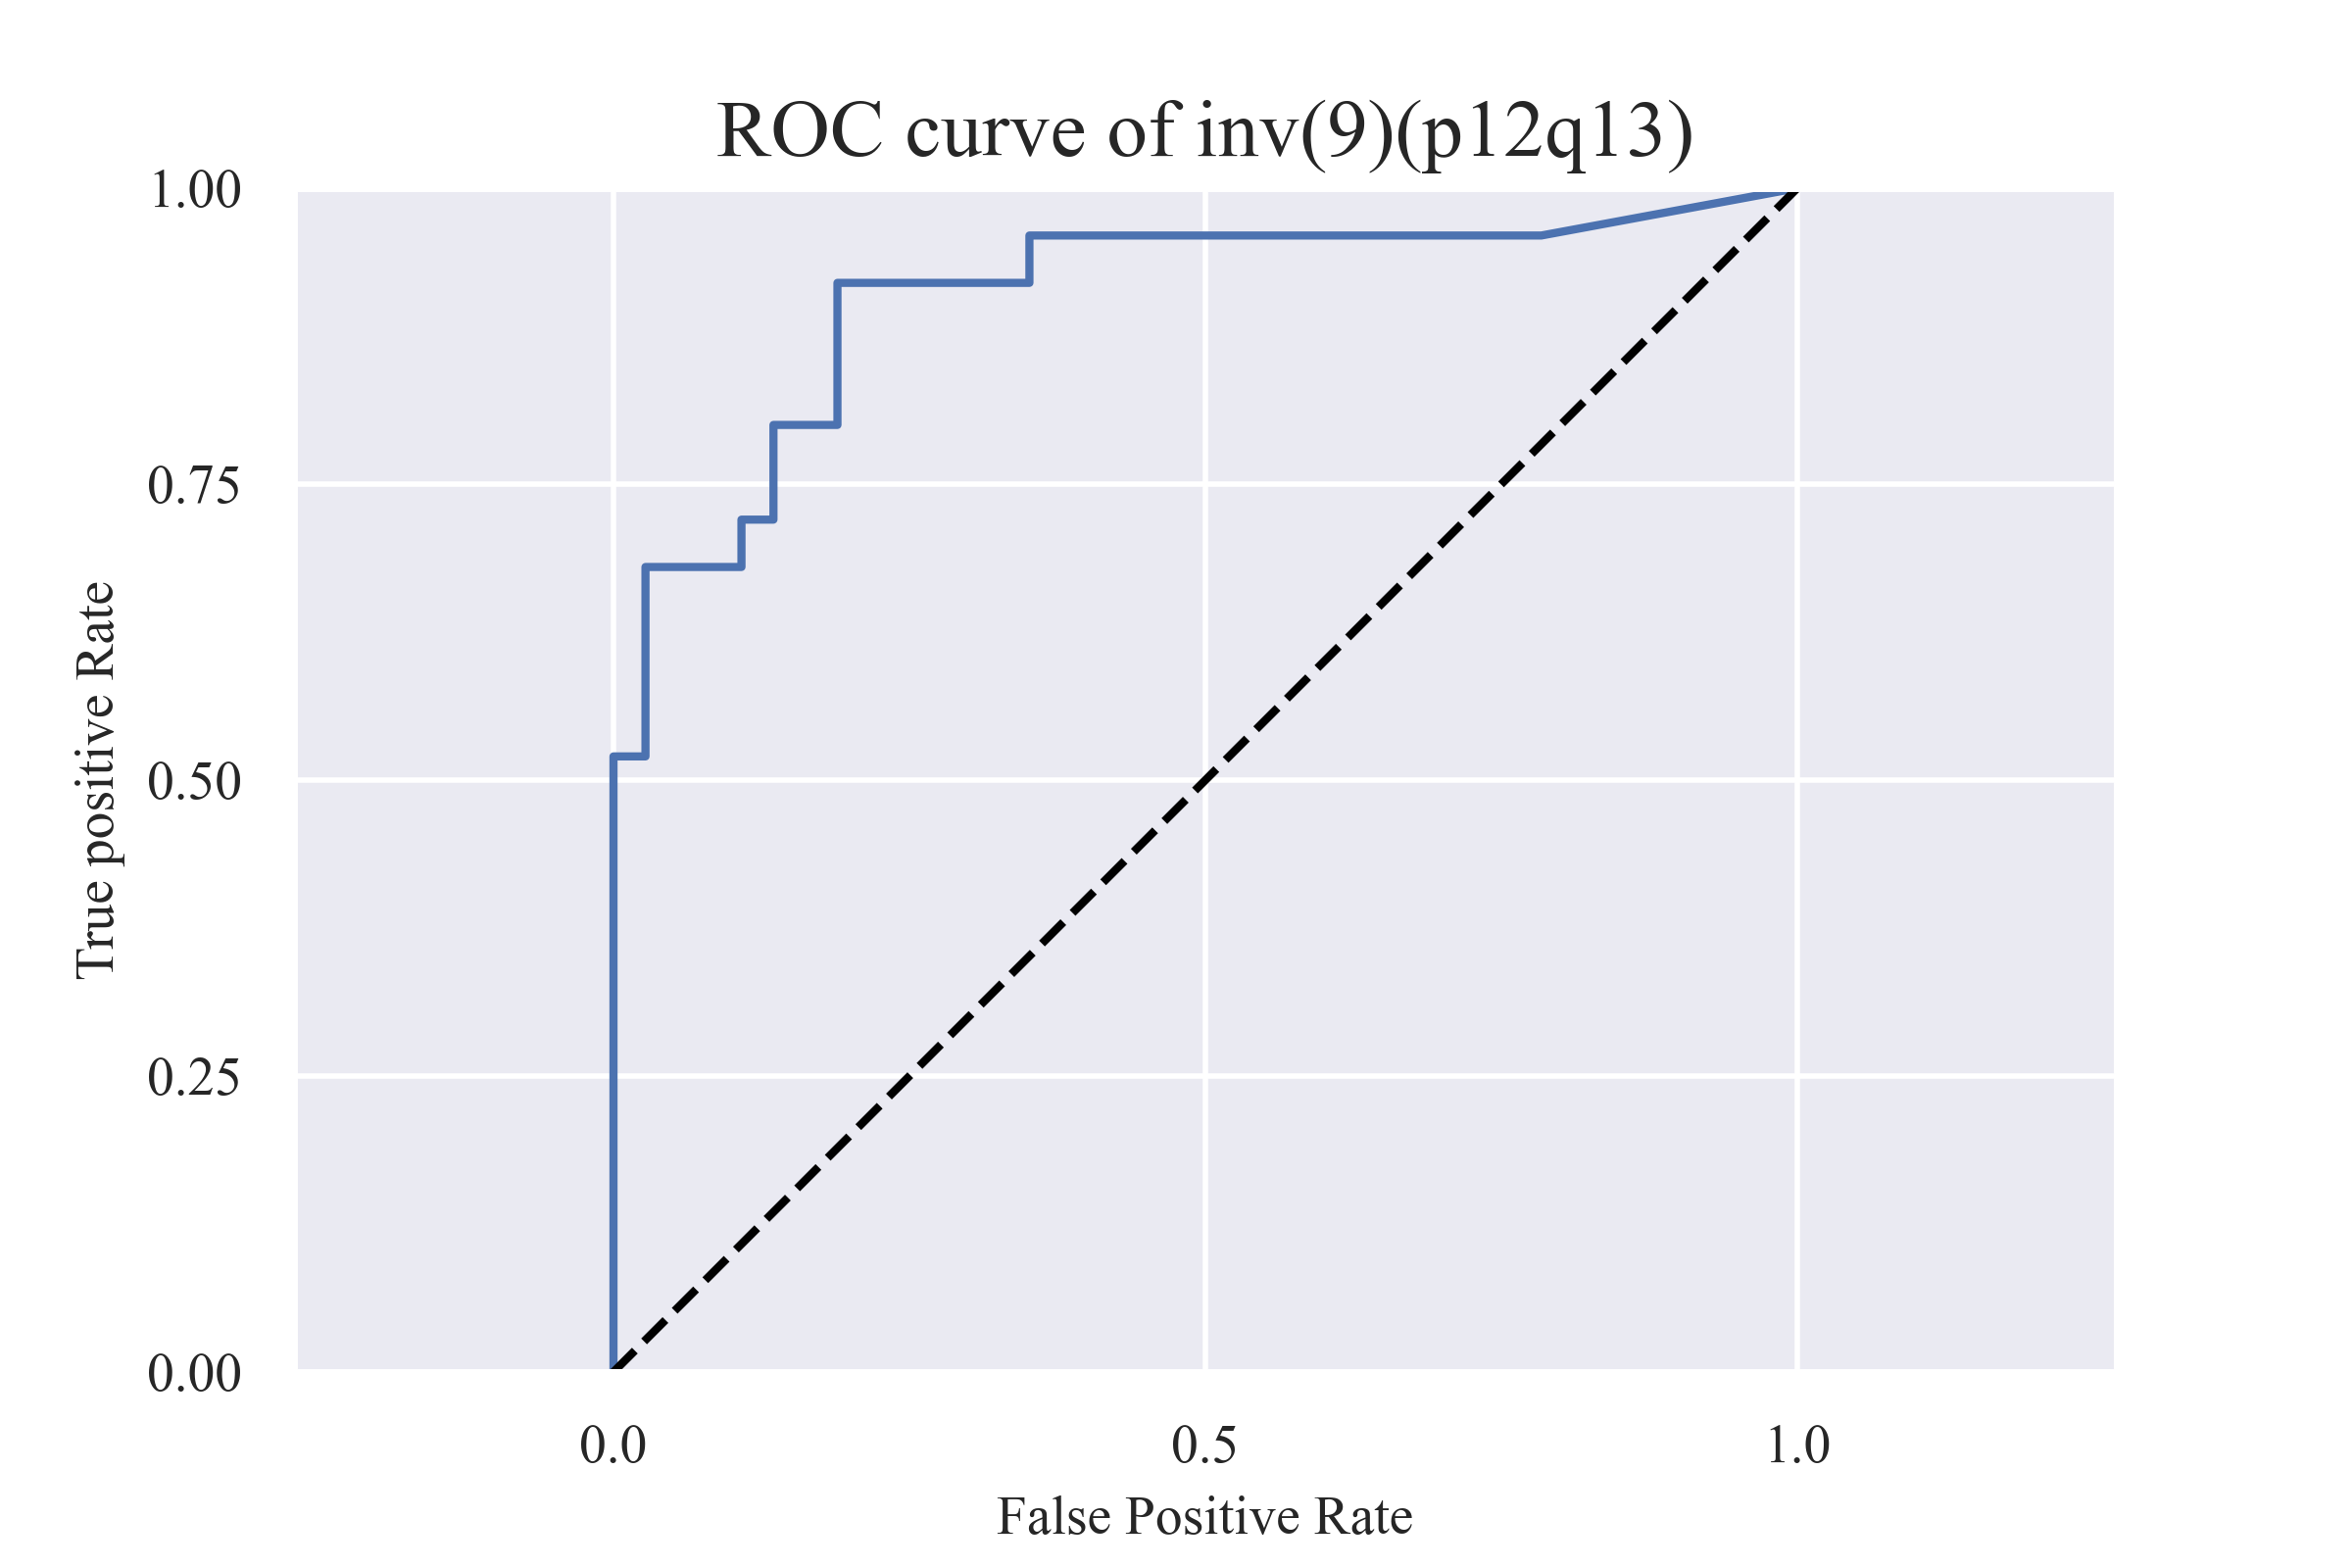 ROC curve of inv(9)(p12q13)
1.00
0.75
0.50
0.25
0.00
True positive Rate
0.0 0.5 1.0
False Positive Rate